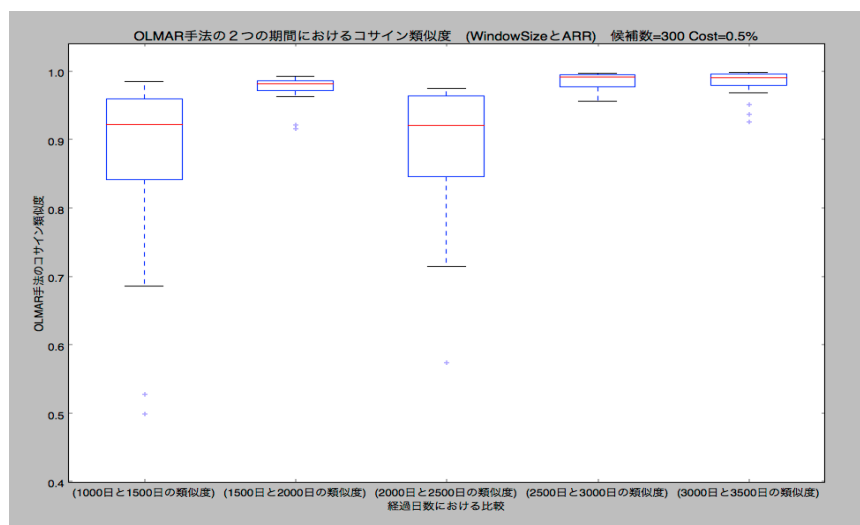 OLMAR手法の2つの期間におけるコサイン類似度 (WindowSizeとARR) 候補数=300 Cost=0.5%
1.0
0.9
0.8
0.7
0.6
0.5
0.4
OLMAR手法のコサイン類似度
(1000日と1500日の類似度) (1500日と2000日の類似度) (2000日と2500日の類似度) (2500日と3000日の類似度) (3000日と3500日の類似度)
経過日数における比較